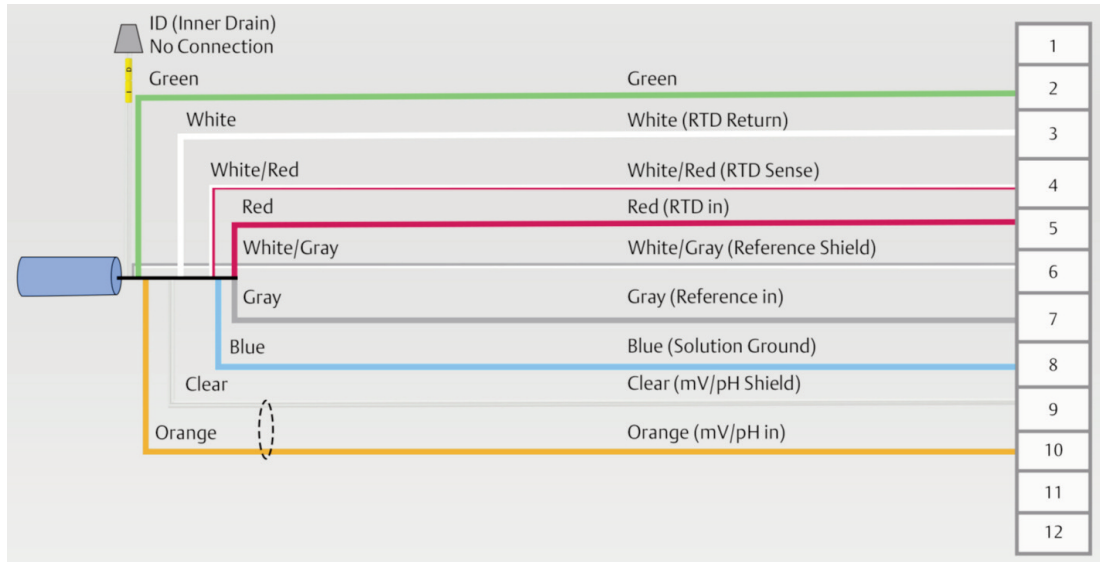 ID (Inner Drain)
No Connection
D
I
Green
Green
White
White (RTD Return)
White/Red
White/Red (RTD Sense)
Red
Red (RTD in)
White/Gray
White/Gray (Reference Shield)
Gray
Gray (Reference in)
Blue
Blue (Solution Ground)
Clear
Clear (mV/pH Shield)
Orange
Orange (mV/pH in)
1
2
3
4
5
6
7
8
9
10
11
12